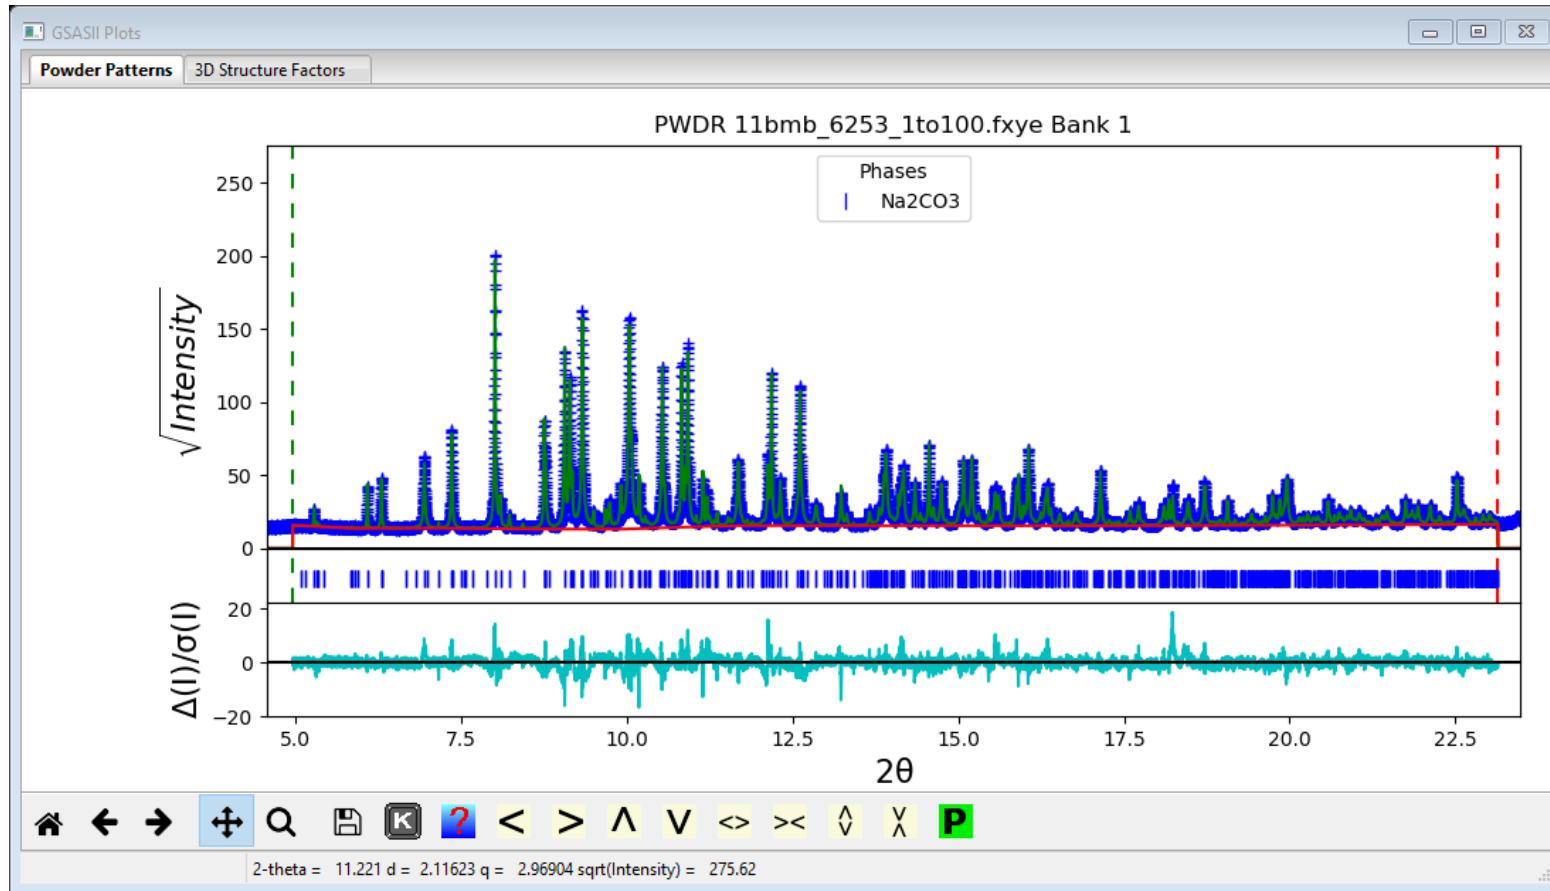 GSASII Plots
Powder Patterns 3D Structure Factors
PWDR 11bmb_6253_1to100.fxye Bank 1
Phases
Na2CO3
√Intensity
250
200
150
100
50
0
Δ(I)/σ(I)
20
0
−20
5.0 7.5 10.0 12.5 15.0 17.5 20.0 22.5
2θ
K ? < > Λ V <> >< P
2-theta = 11.221 d = 2.11623 q = 2.96904 sqrt(Intensity) = 275.62